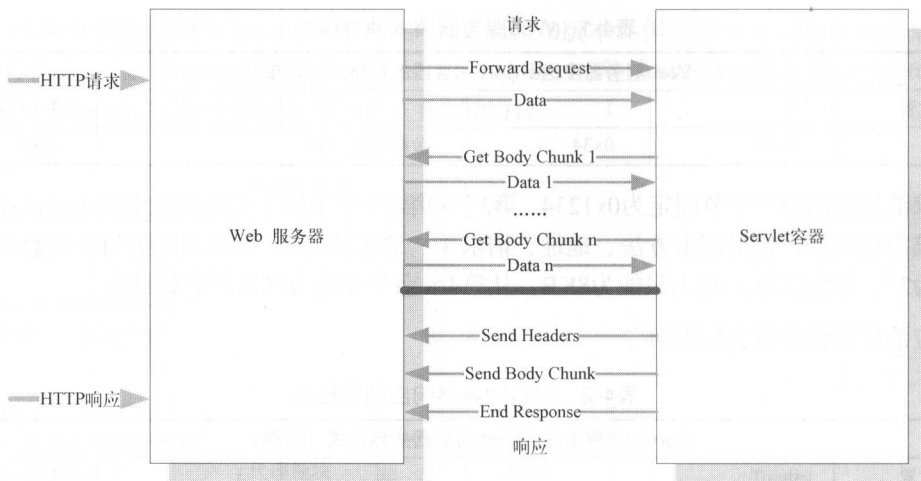 请求
HTTP请求
Forward Request
Data
Get Body Chunk 1
Data 1
……
Web 服务器
Get Body Chunk n
Servlet容器
Data n
Send Headers
Send Body Chunk
HTTP响应
End Response
响应